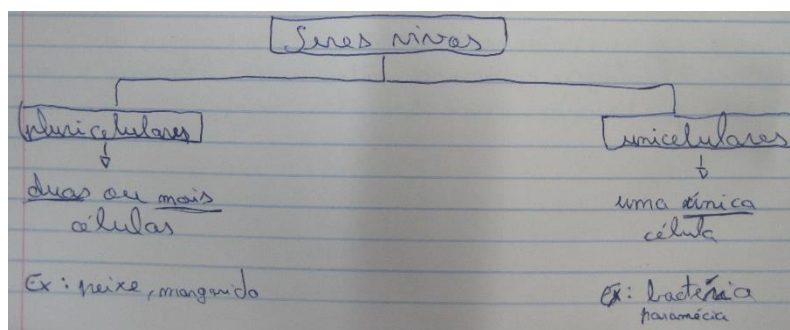 Seres vivos
pluricelulares
unicelulares
duas ou mais
células
uma única
célula
Ex: peixe, margarida
Ex: bactéria
paramécia